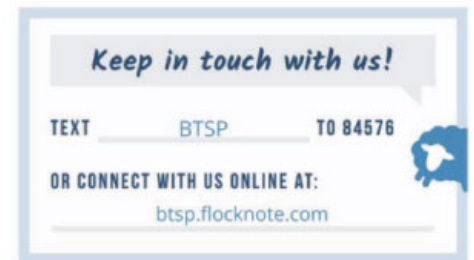 Keep in touch with us!
TEXT BTSP TO 84576
OR CONNECT WITH US ONLINE AT:
btsp.flocknote.com